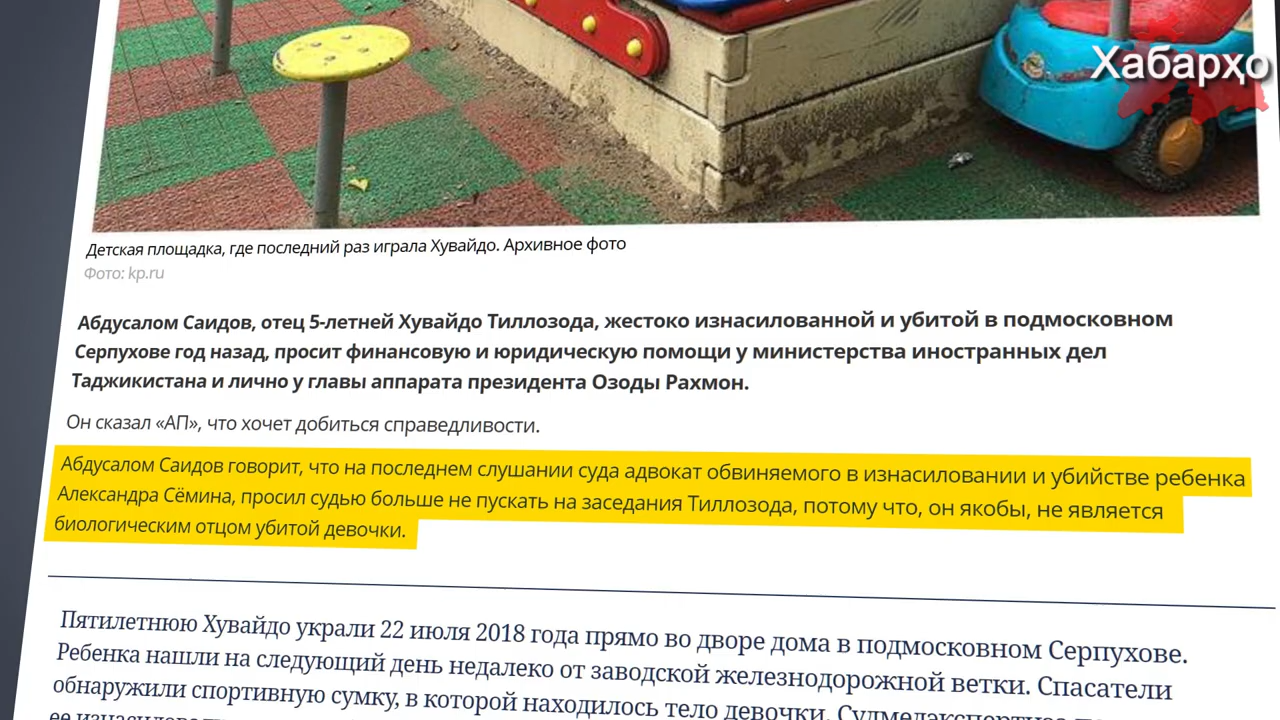 Хабарҳо
Детская площадка, где последний раз играла Хувайдо. Архивное фото
Фото: kp.ru
Абдусалом Саидов, отец 5-летней Хувайдо Тиллозода, жестоко изнасилованной и убитой в подмосковном
Серпухове год назад, просит финансовую и юридическую помощи у министерства иностранных дел
Таджикистана и лично у главы аппарата президента Озоды Рахмон.
Он сказал «АП», что хочет добиться справедливости.
Абдусалом Саидов говорит, что на последнем слушании суда адвокат обвиняемого в изнасиловании и убийстве ребенка
Александра Сёмина, просил судью больше не пускать на заседания Тиллозода, потому что, он якобы, не является
биологическим отцом убитой девочки.
Пятилетнюю Хувайдо украли 22 июля 2018 года прямо во дворе дома в подмосковном Серпухове.
Ребенка нашли на следующий день недалеко от заводской железнодорожной ветки. Спасатели
обнаружили спортивную сумку, в которой находилось тело девочки.